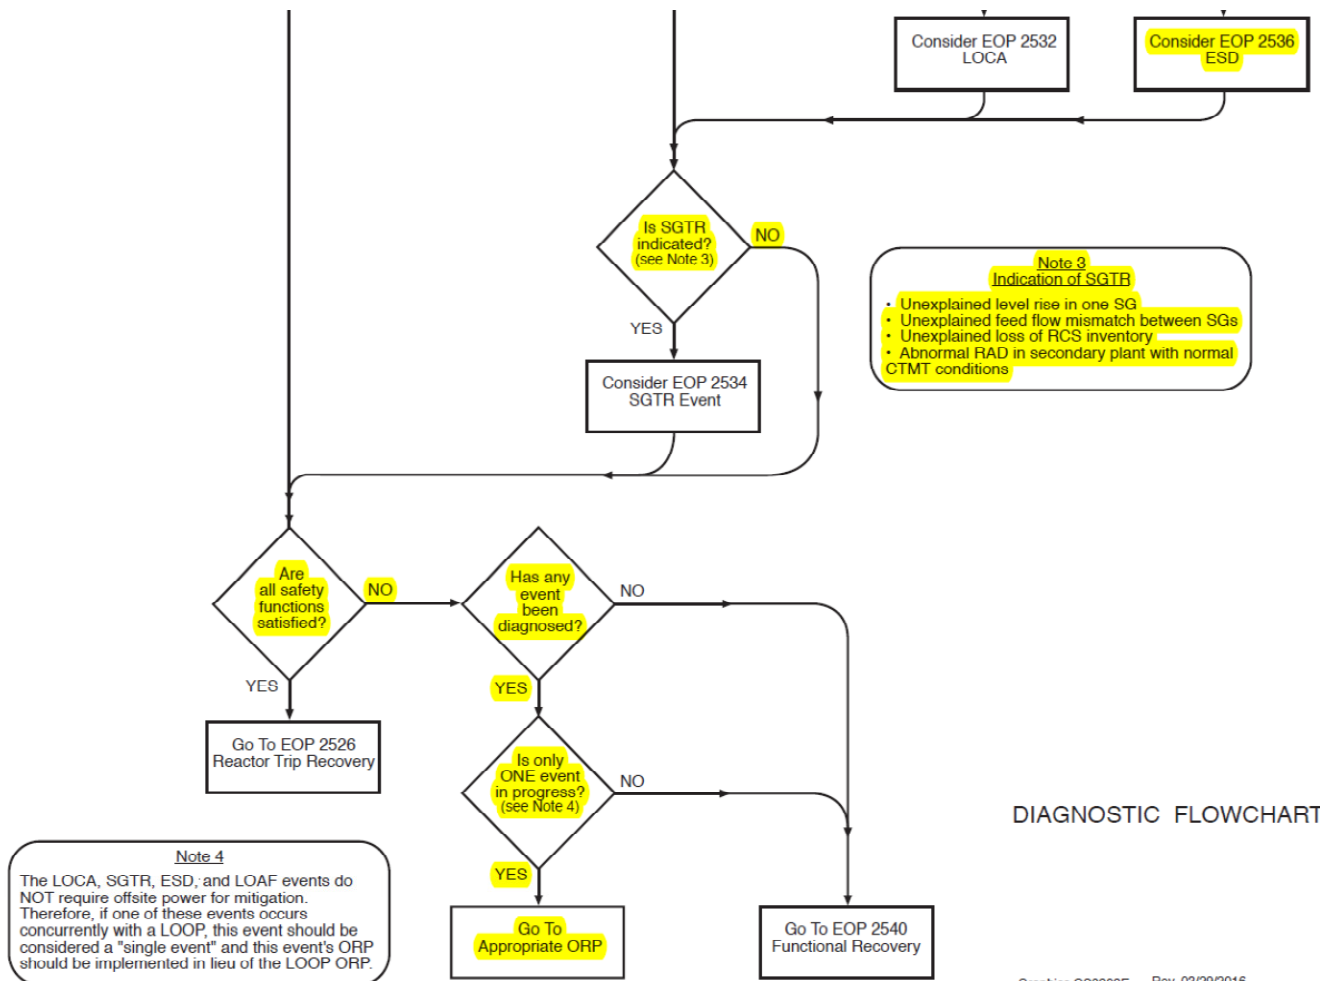 Consider EOP 2532
LOCA
Consider EOP 2536
ESD
Is SGTR
indicated?
(see Note 3)
NO
YES
Note 3
Indication of SGTR
• Unexplained level rise in one SG
• Unexplained feed flow mismatch between SGs
• Unexplained loss of RCS inventory
• Abnormal RAD in secondary plant with normal
CTMT conditions
Consider EOP 2534
SGTR Event
Are
all safety
functions
satisfied?
NO
YES
Has any
event
been
diagnosed?
NO
YES
Go To EOP 2526
Reactor Trip Recovery
Is only
ONE event
in progress?
(see Note 4)
NO
YES
DIAGNOSTIC FLOWCHART
Note 4
The LOCA, SGTR, ESD, and LOAF events do
NOT require offsite power for mitigation.
Therefore, if one of these events occurs
concurrently with a LOOP, this event should be
considered a "single event" and this event's ORP
should be implemented in lieu of the LOOP ORP.
Go To
Appropriate ORP
Go To EOP 2540
Functional Recovery